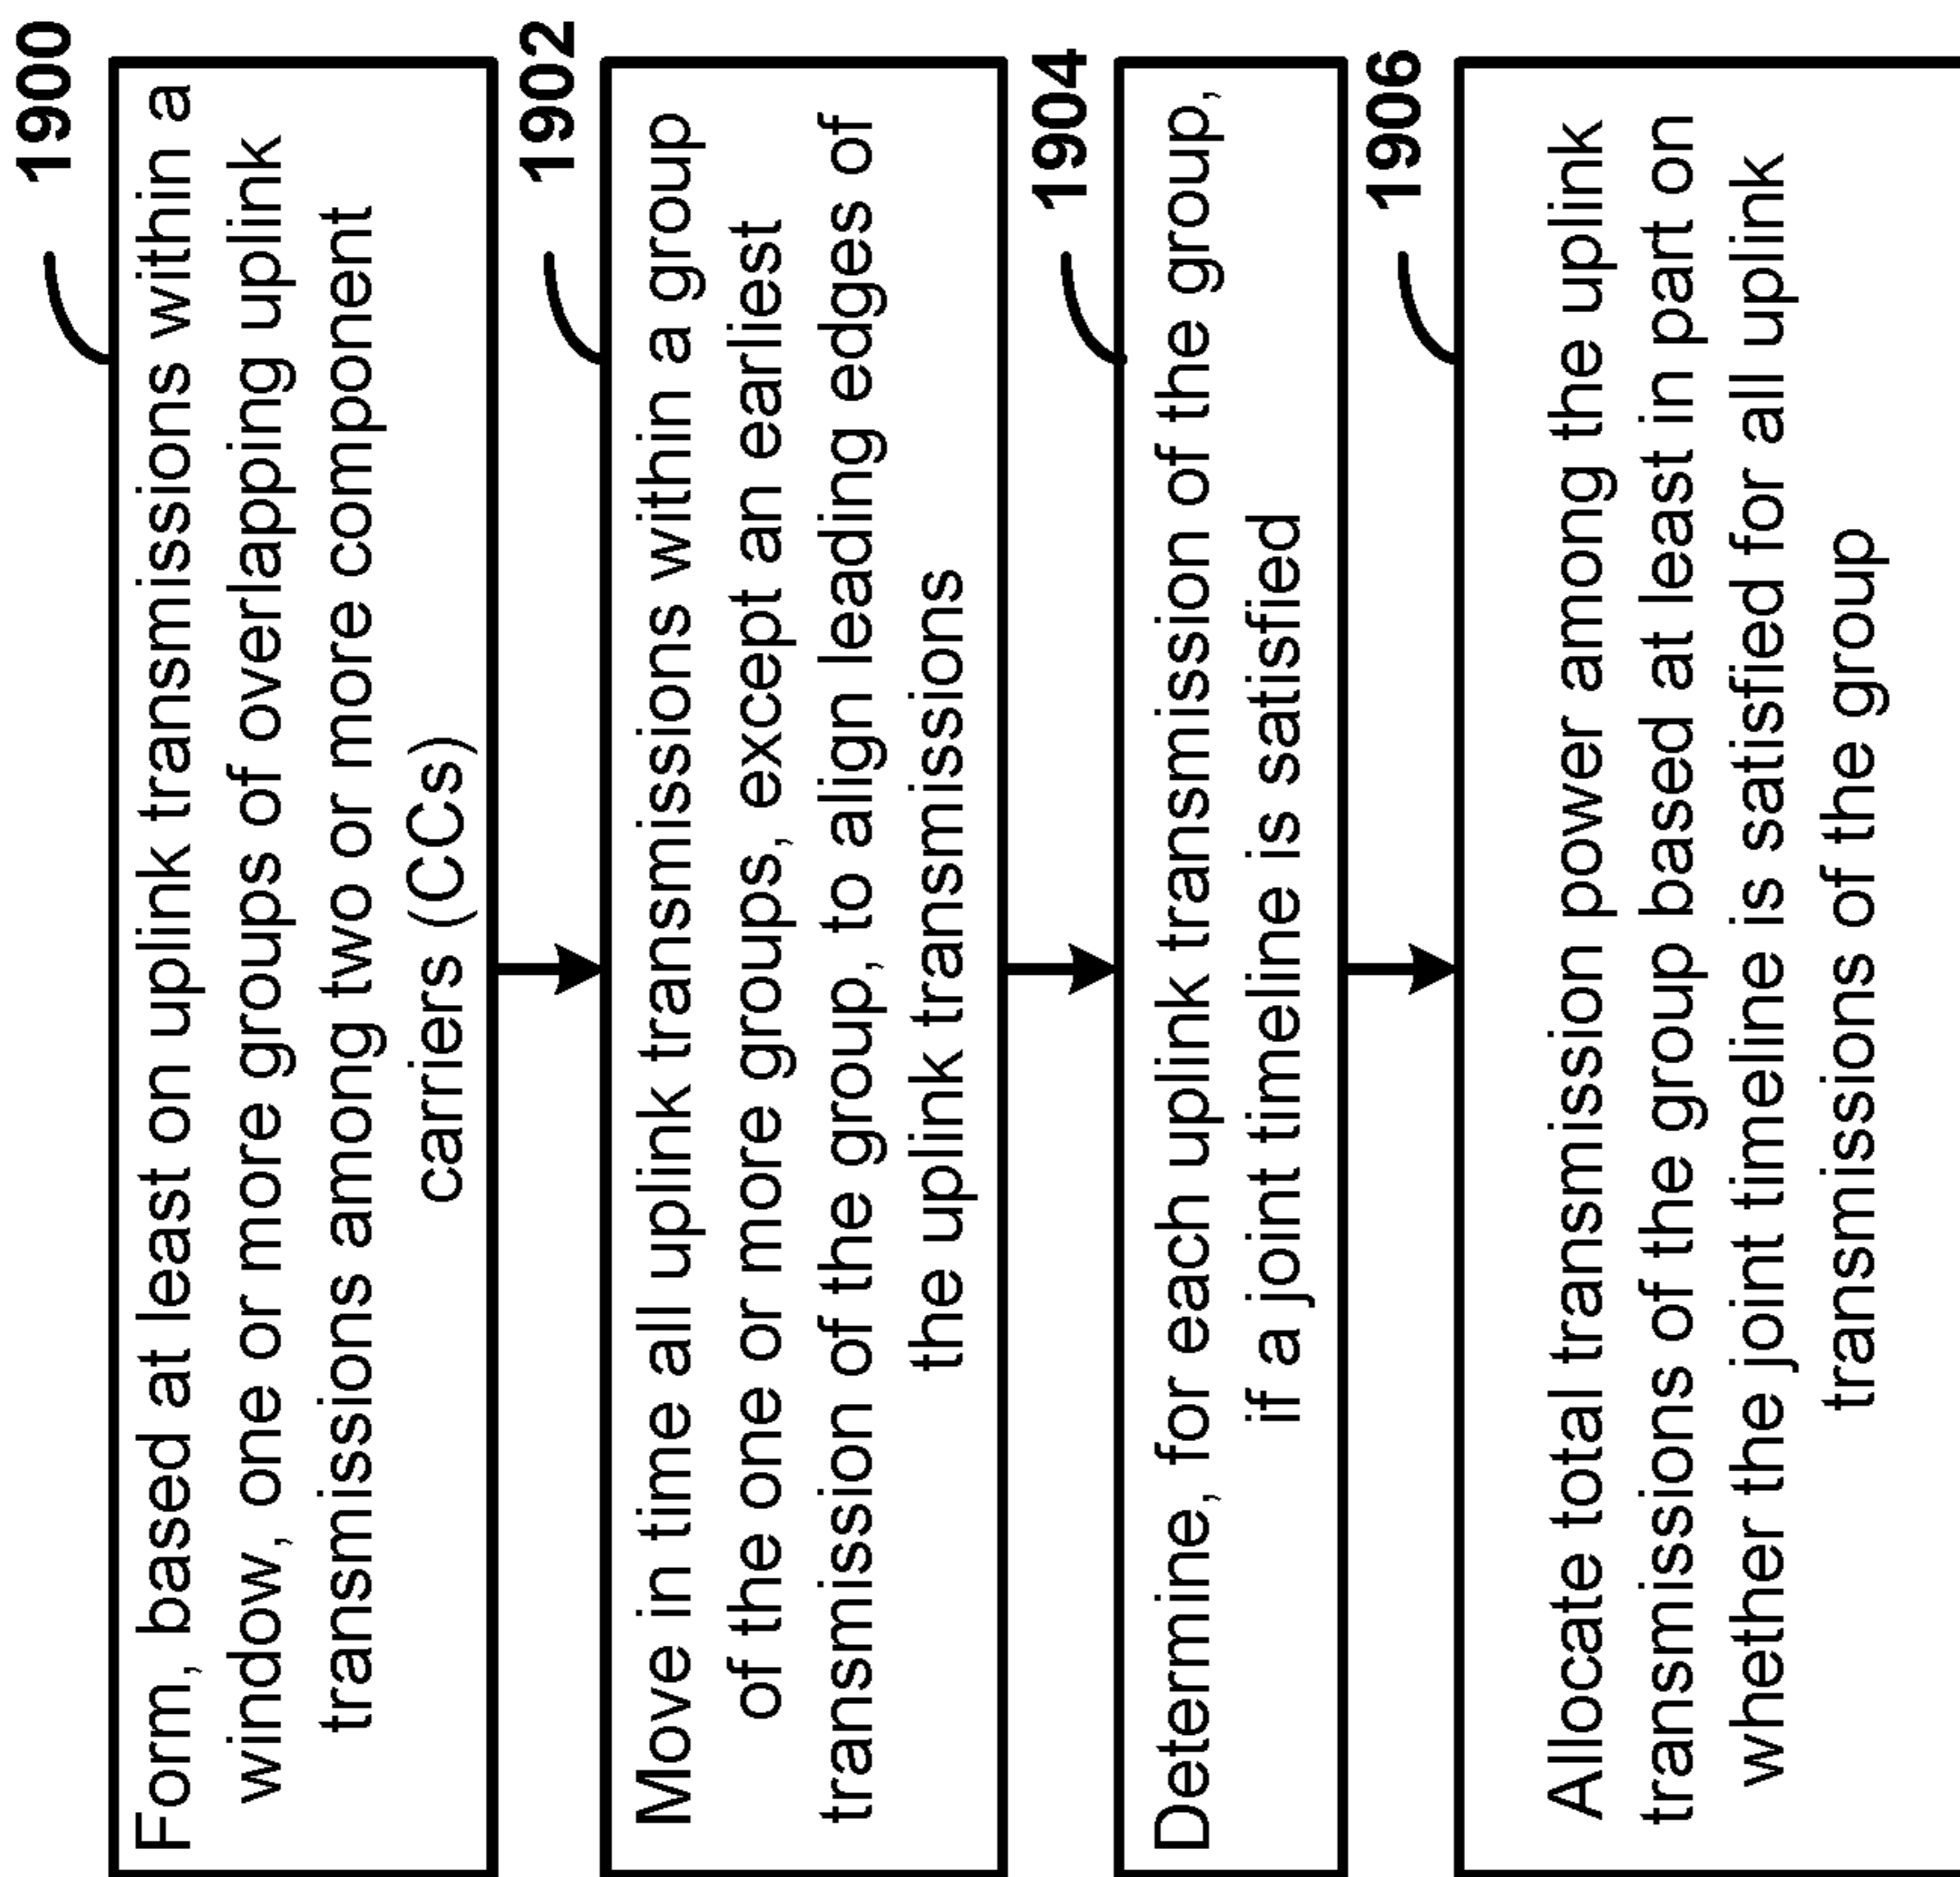 1900
Form, based at least on uplink transmissions within a
window, one or more groups of overlapping uplink
transmissions among two or more component
carriers (CCs)
1902
Move in time all uplink transmissions within a group
of the one or more groups, except an earliest
transmission of the group, to align leading edges of
the uplink transmissions
1904
Determine, for each uplink transmission of the group,
if a joint timeline is satisfied
1906
Allocate total transmission power among the uplink
transmissions of the group based at least in part on
whether the joint timeline is satisfied for all uplink
transmissions of the group